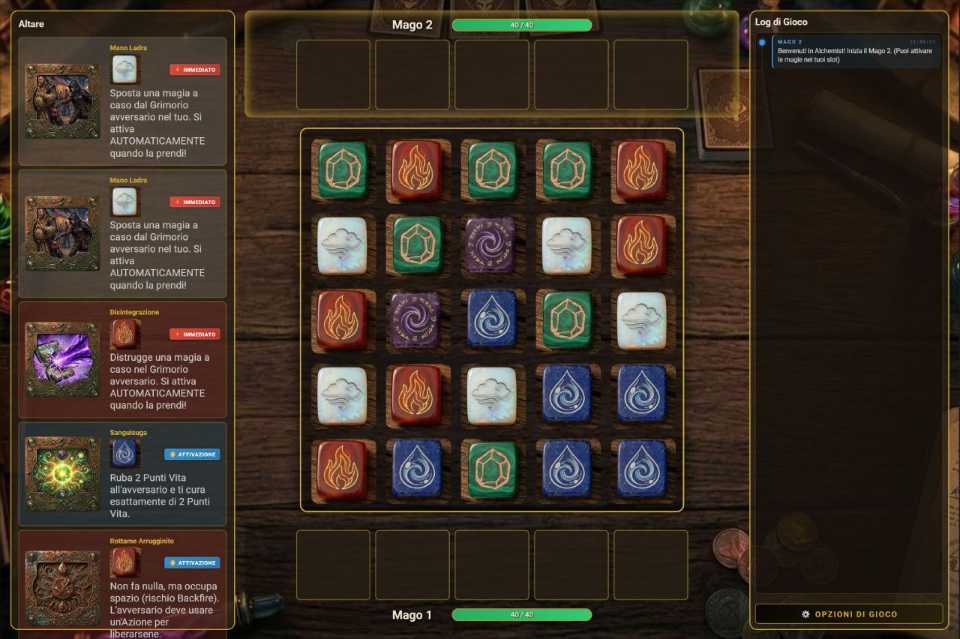 Altare
Mano Ladra
IMMEDIATO
Sposta una magia a
caso dal Grimorio
avversario nel tuo. Si
attiva
AUTOMATICAMENTE
quando la prendi!
Mano Ladra
IMMEDIATO
Sposta una magia a
caso dal Grimorio
avversario nel tuo. Si
attiva
AUTOMATICAMENTE
quando la prendi!
Disintegrazione
IMMEDIATO
Distrugge una magia a
caso nel Grimorio
avversario. Si attiva
AUTOMATICAMENTE
quando la prendi!
Sanguisuga
ATTIVAZIONE
Ruba 2 Punti Vita
all'avversario e ti cura
esattamente di 2 Punti
Vita.
Rottame Arrugginito
ATTIVAZIONE
Non fa nulla, ma occupa
spazio (rischio Backfire).
L'avversario deve usare
un'Azione per
liberarsene.
Mago 2
40 / 40
Mago 1
40 / 40
Log di Gioco
MAGO 2
Benvenuti in Alchemist! Inizia il Mago 2. (Puoi attivare
le magie nei tuoi slot)
OPZIONI DI GIOCO